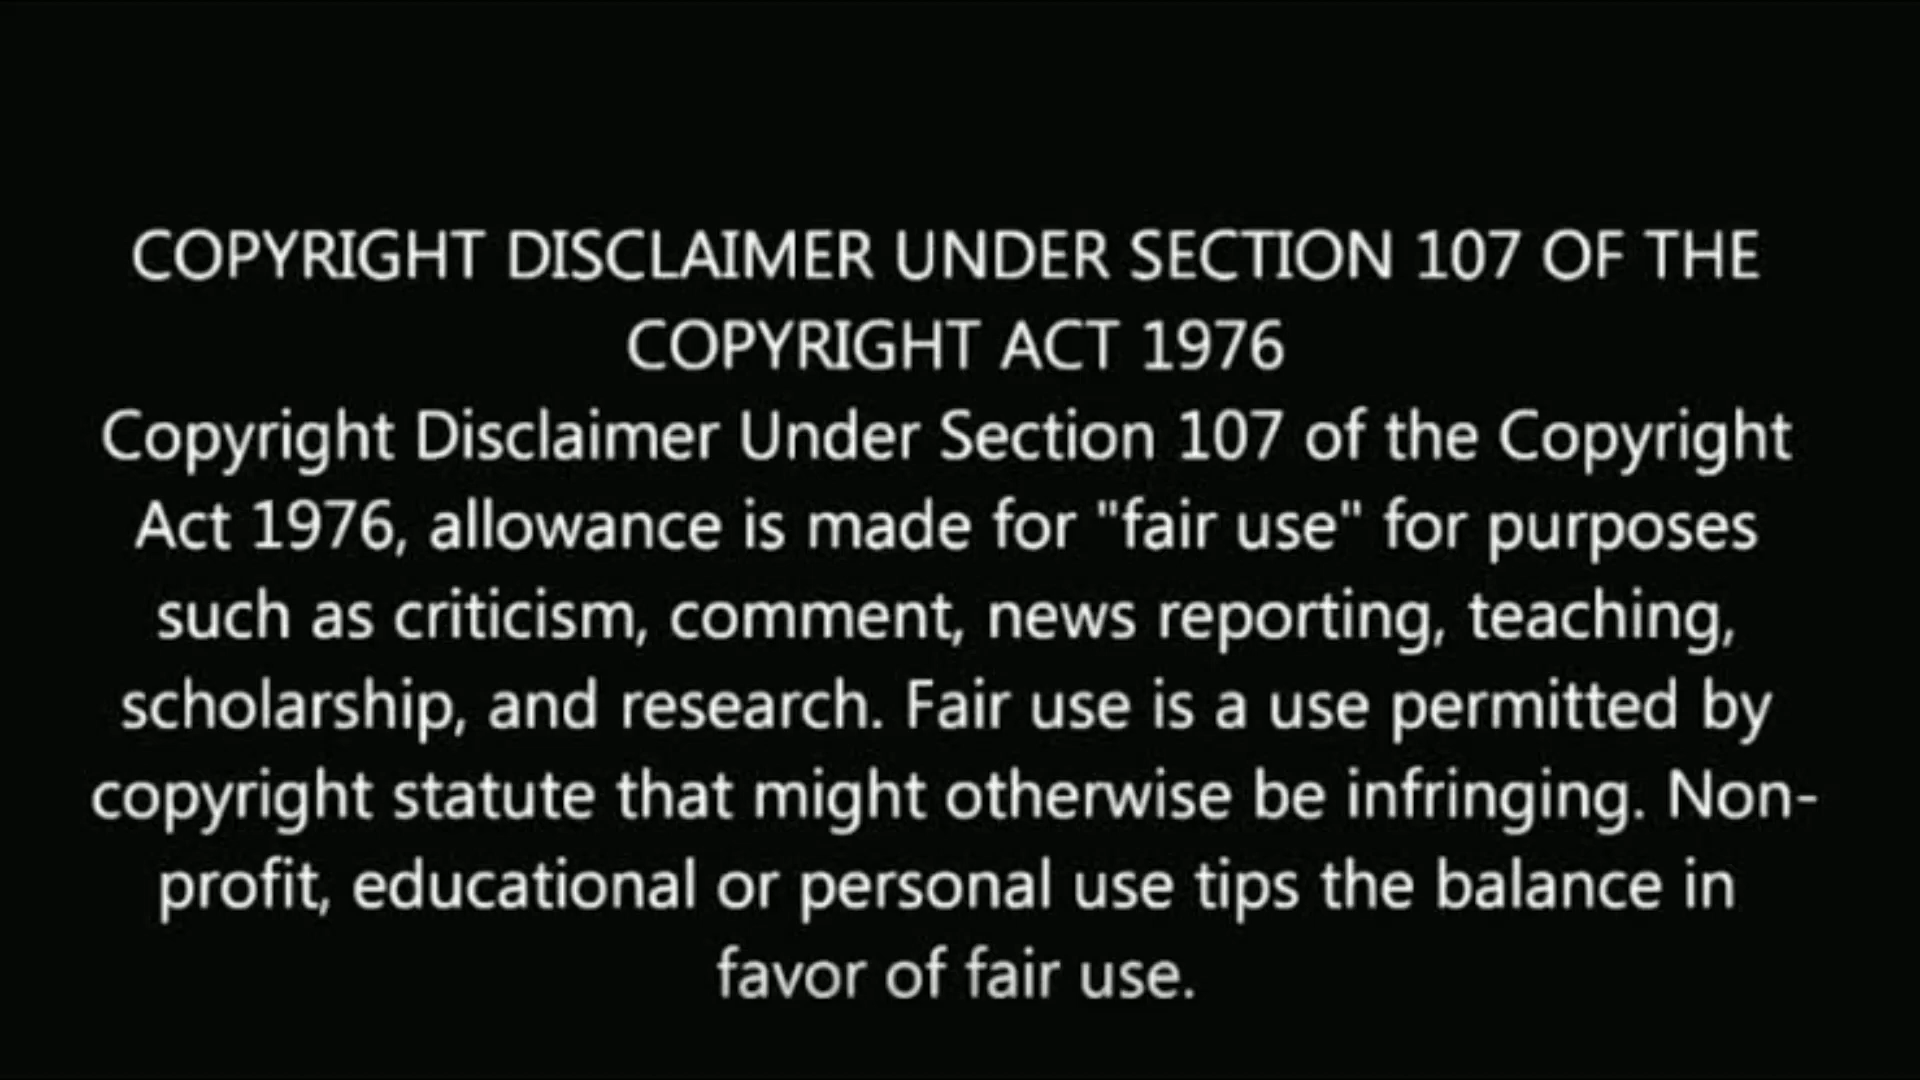 COPYRIGHT DISCLAIMER UNDER SECTION 107 OF THE
COPYRIGHT ACT 1976
Copyright Disclaimer Under Section 107 of the Copyright
Act 1976, allowance is made for "fair use" for purposes
such as criticism, comment, news reporting, teaching,
scholarship, and research. Fair use is a use permitted by
copyright statute that might otherwise be infringing. Non-
profit, educational or personal use tips the balance in
favor of fair use.